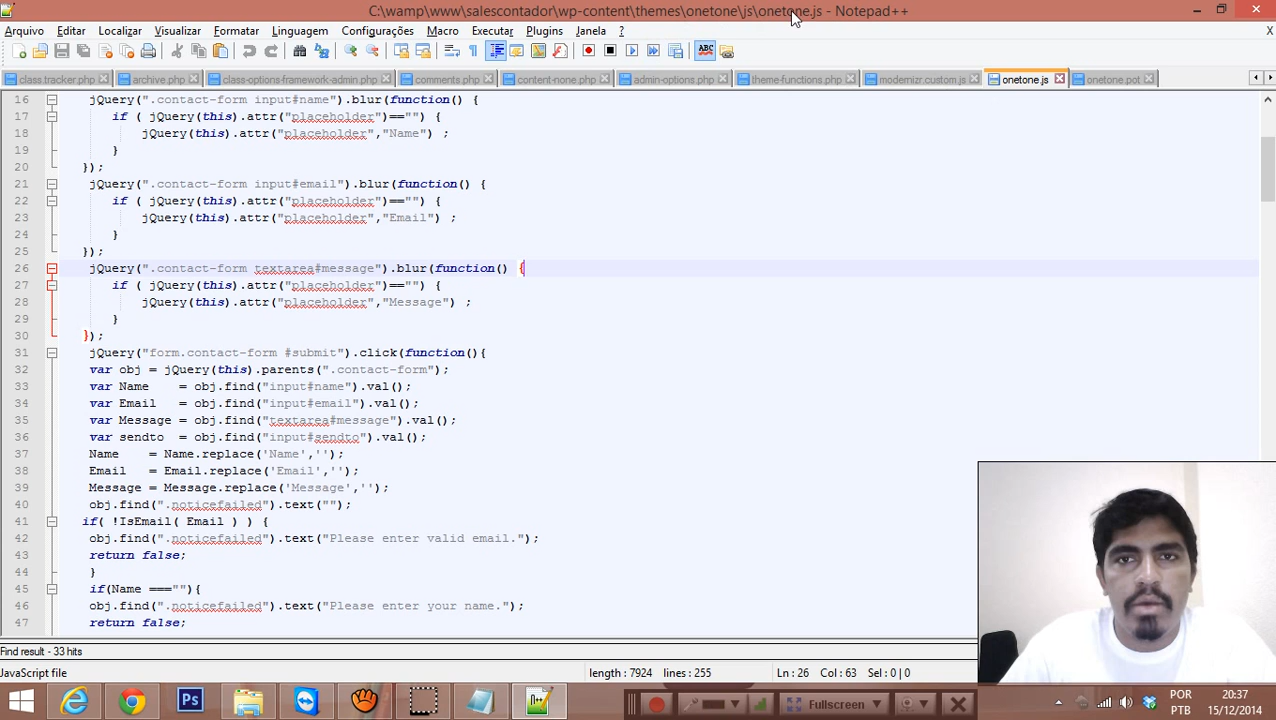 C:\wamp\www\salescontador\wp-content\themes\onetone\js\onetone.js - Notepad++
Arquivo Editar Localizar Visualizar Formatar Linguagem Configurações Macro Executar Plugins Janela ? X
class.tracker.php archive.php class-options-framework-admin.php comments.php content-none.php admin-options.php theme-functions.php modernizr.custom.js onetone.js onetone.pot
16 jQuery(".contact-form input#name").blur(function() {
17 if ( jQuery(this).attr("placeholder")=="") {
18 jQuery(this).attr("placeholder","Name") ;
19 }
20 });
21 jQuery(".contact-form input#email").blur(function() {
22 if ( jQuery(this).attr("placeholder")=="") {
23 jQuery(this).attr("placeholder","Email") ;
24 }
25 });
26 jQuery(".contact-form textarea#message").blur(function() {
27 if ( jQuery(this).attr("placeholder")=="") {
28 jQuery(this).attr("placeholder","Message") ;
29 }
30 });
31 jQuery("form.contact-form #submit").click(function(){
32 var obj = jQuery(this).parents(".contact-form");
33 var Name = obj.find("input#name").val();
34 var Email = obj.find("input#email").val();
35 var Message = obj.find("textarea#message").val();
36 var sendto = obj.find("input#sendto").val();
37 Name = Name.replace('Name','');
38 Email = Email.replace('Email','');
39 Message = Message.replace('Message','');
40 obj.find(".noticefailed").text("");
41 if( !IsEmail( Email ) ) {
42 obj.find(".noticefailed").text("Please enter valid email.");
43 return false;
44 }
45 if(Name ===""){
46 obj.find(".noticefailed").text("Please enter your name.");
47 return false;
Find result - 33 hits
JavaScript file length : 7924 lines : 255 Ln : 26 Col : 63 Sel : 0 | 0
Ps Fullscreen POR 20:37
PTB 15/12/2014